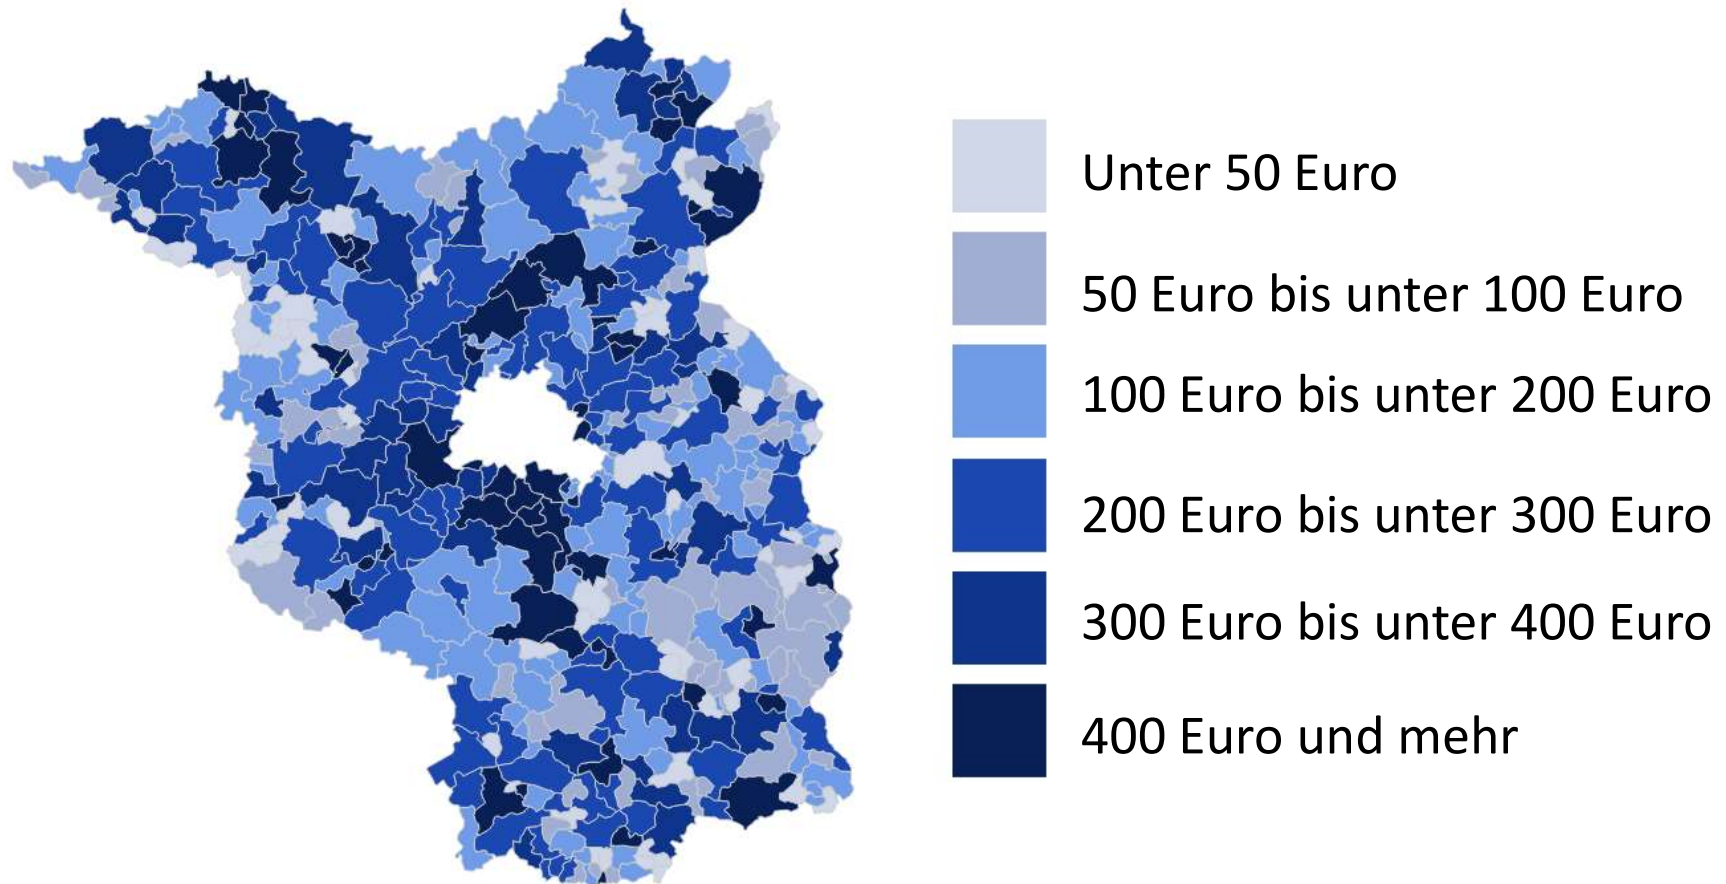 Unter 50 Euro
50 Euro bis unter 100 Euro
100 Euro bis unter 200 Euro
200 Euro bis unter 300 Euro
300 Euro bis unter 400 Euro
400 Euro und mehr